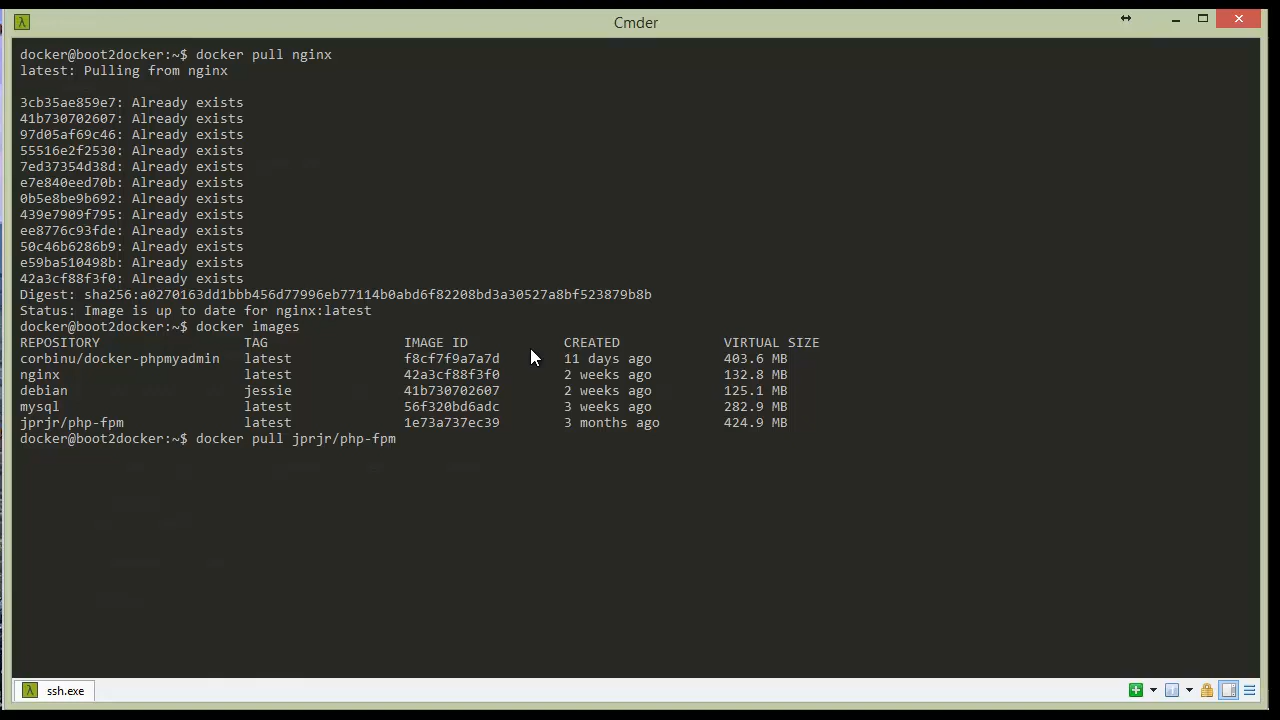 Cmder
docker@boot2docker:~$ docker pull nginx
latest: Pulling from nginx
3cb35ae859e7: Already exists
41b730702607: Already exists
97d05af69c46: Already exists
55516e2f2530: Already exists
7ed37354d38d: Already exists
e7e840eed70b: Already exists
0b5e8be9b692: Already exists
439e7909f795: Already exists
ee8776c93fde: Already exists
50c46b6286b9: Already exists
e59ba510498b: Already exists
42a3cf88f3f0: Already exists
Digest: sha256:a0270163dd1bbb456d77996eb77114b0abd6f82208bd3a30527a8bf523879b8b
Status: Image is up to date for nginx:latest
docker@boot2docker:~$ docker images
REPOSITORY TAG IMAGE ID CREATED VIRTUAL SIZE
corbinu/docker-phpmyadmin latest f8cf7f9a7a7d 11 days ago 403.6 MB
nginx latest 42a3cf88f3f0 2 weeks ago 132.8 MB
debian jessie 41b730702607 2 weeks ago 125.1 MB
mysql latest 56f320bd6adc 3 weeks ago 282.9 MB
jprjr/php-fpm latest 1e73a737ec39 3 months ago 424.9 MB
docker@boot2docker:~$ docker pull jprjr/php-fpm
ssh.exe